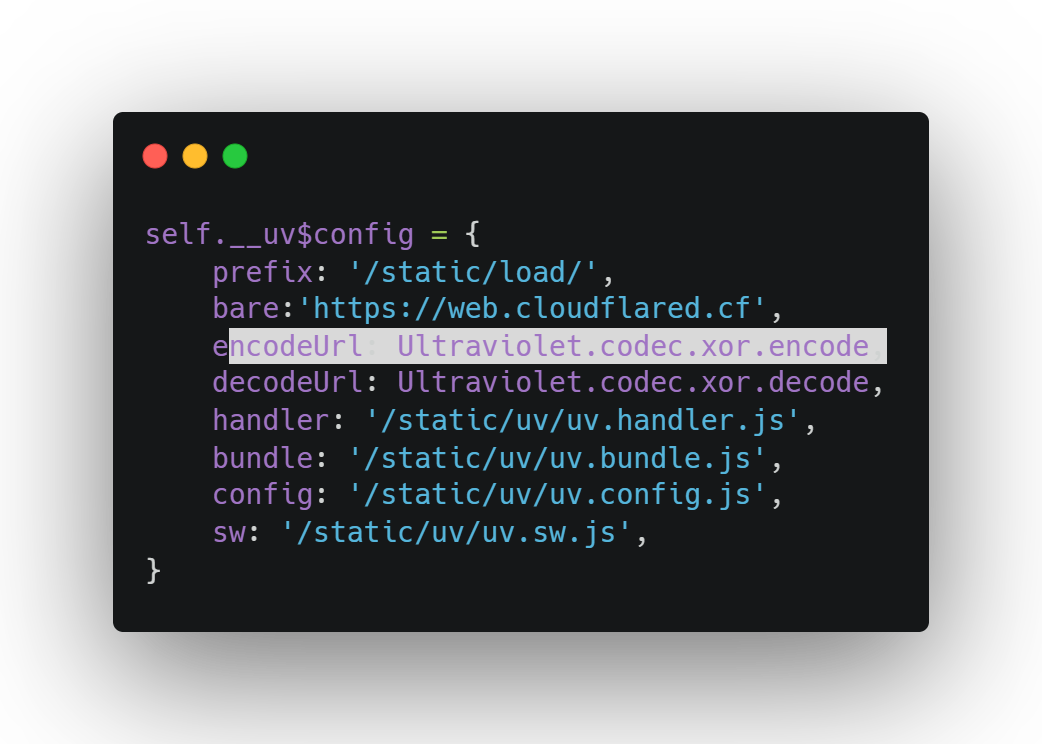 self.__uv$config = {
    prefix: '/static/load/',
    bare:'https://web.cloudflared.cf',
    encodeUrl: Ultraviolet.codec.xor.encode,
    decodeUrl: Ultraviolet.codec.xor.decode,
    handler: '/static/uv/uv.handler.js',
    bundle: '/static/uv/uv.bundle.js',
    config: '/static/uv/uv.config.js',
    sw: '/static/uv/uv.sw.js',
}